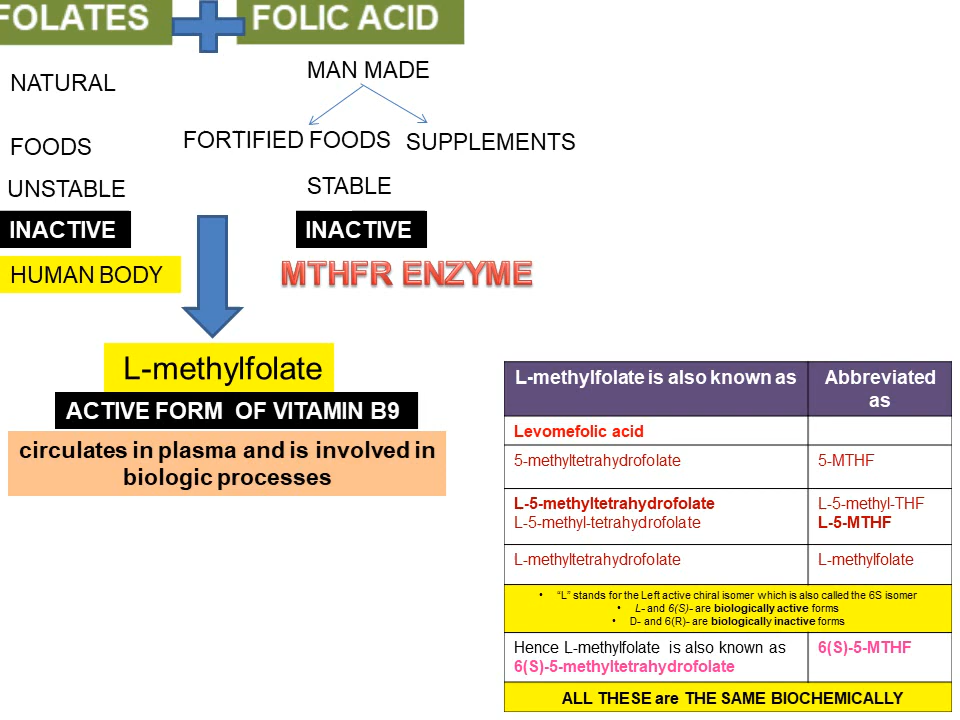 FOLATES
FOLIC ACID
NATURAL
MAN MADE
FOODS
FORTIFIED FOODS
SUPPLEMENTS
UNSTABLE
STABLE
INACTIVE
INACTIVE
HUMAN BODY
MTHFR ENZYME
L-methylfolate
ACTIVE FORM OF VITAMIN B9
circulates in plasma and is involved in
biologic processes
L-methylfolate is also known as
Abbreviated
as
Levomefolic acid
5-methyltetrahydrofolate
5-MTHF
L-5-methyltetrahydrofolate
L-5-methyl-tetrahydrofolate
L-5-methyl-THF
L-5-MTHF
L-methyltetrahydrofolate
L-methylfolate
• "L" stands for the Left active chiral isomer which is also called the 6S isomer
• L- and 6(S)- are biologically active forms
• D- and 6(R)- are biologically inactive forms
Hence L-methylfolate is also known as
6(S)-5-methyltetrahydrofolate
6(S)-5-MTHF
ALL THESE are THE SAME BIOCHEMICALLY